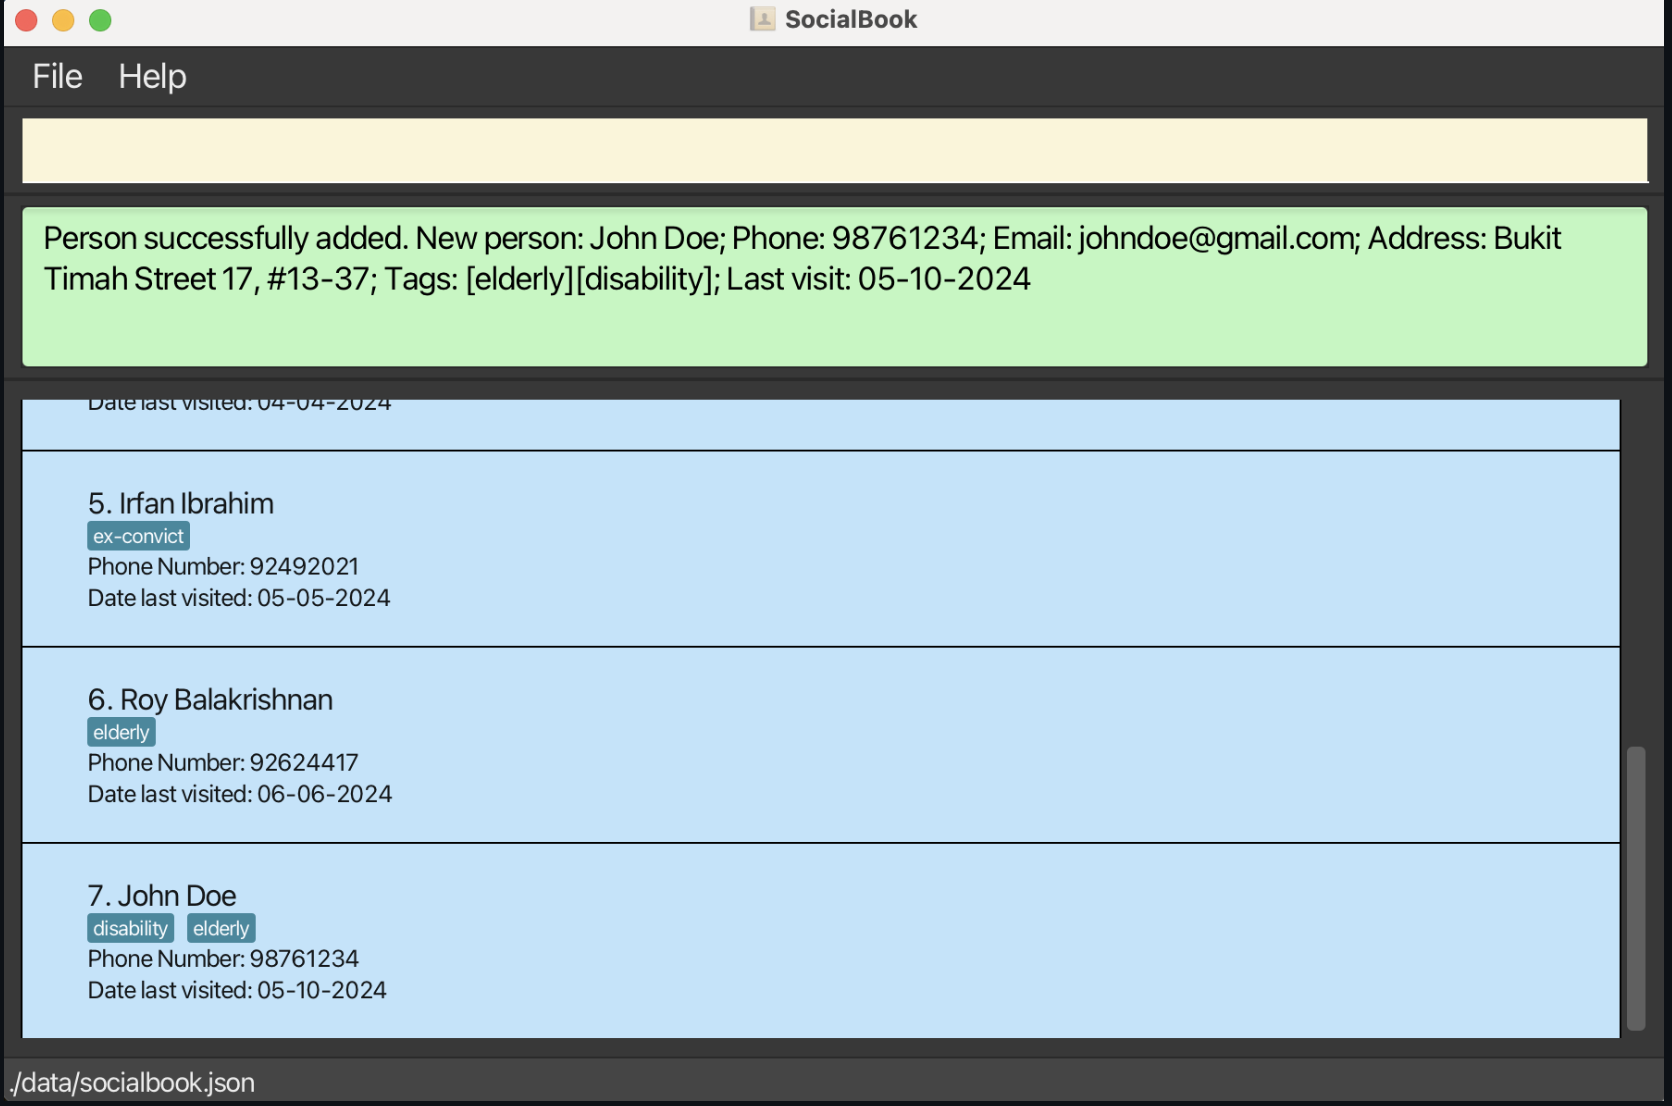 SocialBook
File Help
Person successfully added. New person: John Doe; Phone: 98761234; Email: johndoe@gmail.com; Address: Bukit
Timah Street 17, #13-37; Tags: [elderly][disability]; Last visit: 05-10-2024
Date last visited: 04-04-2024
5. Irfan Ibrahim
ex-convict
Phone Number: 92492021
Date last visited: 05-05-2024
6. Roy Balakrishnan
elderly
Phone Number: 92624417
Date last visited: 06-06-2024
7. John Doe
disability elderly
Phone Number: 98761234
Date last visited: 05-10-2024
./data/socialbook.json